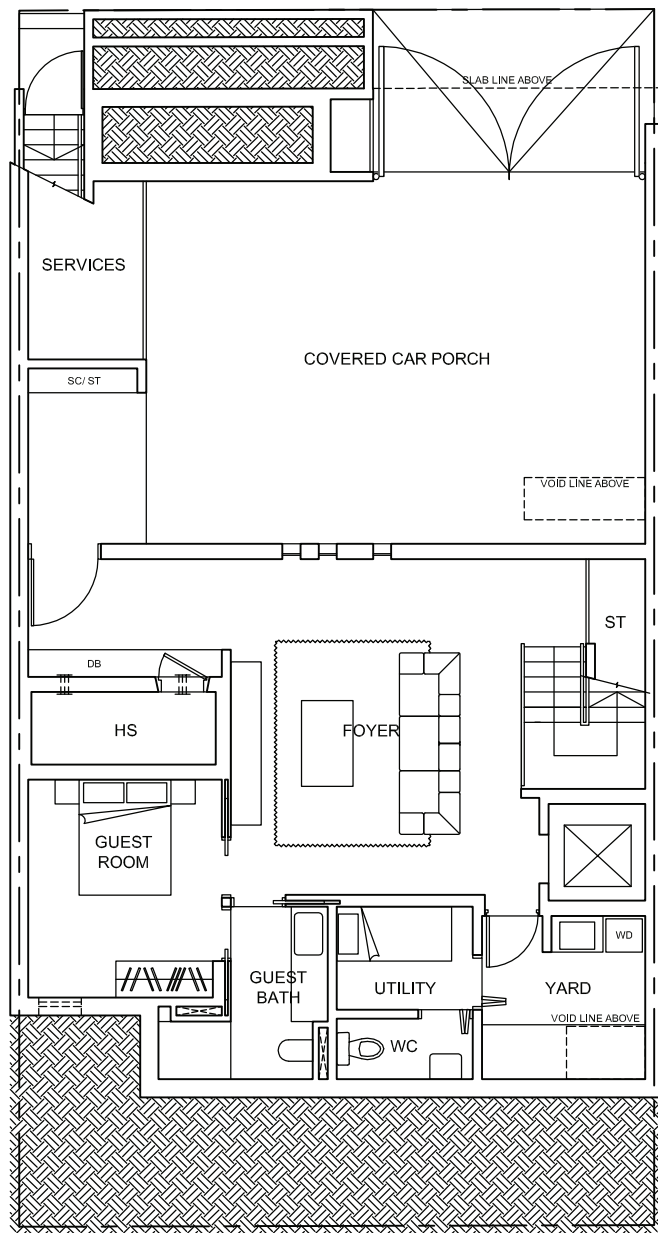 SLAB LINE ABOVE
SERVICES
COVERED CAR PORCH
SC/ ST
VOID LINE ABOVE
ST
DB
HS
FOYER
GUEST
ROOM
WD
GUEST
BATH
UTILITY
YARD
VOID LINE ABOVE
WC